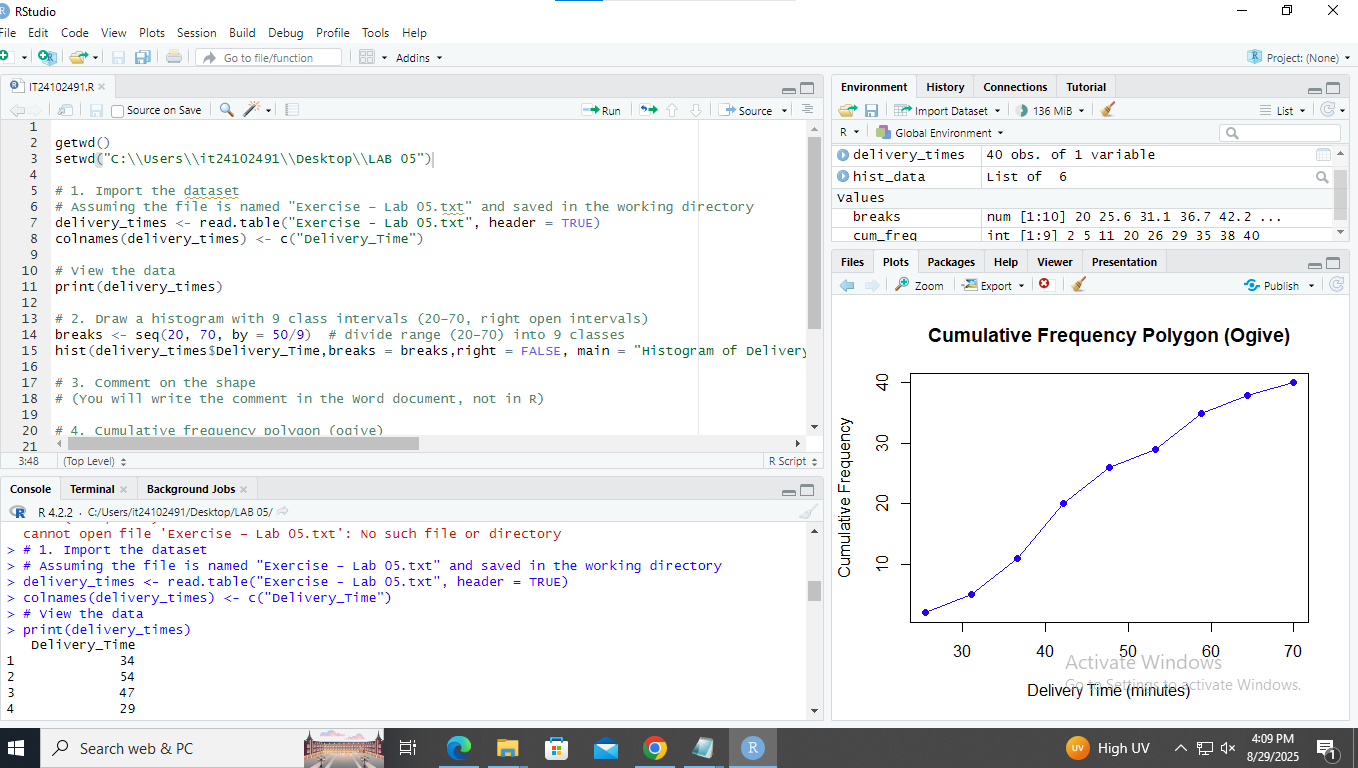 RStudio
File Edit Code View Plots Session Build Debug Profile Tools Help
Go to file/function Addins Project: (None)
IT24102491.R
Source on Save Run Source
1
2 getwd()
3 setwd("C:\\Users\\it24102491\\Desktop\\LAB 05")
4
5 # 1. Import the dataset
6 # Assuming the file is named "Exercise – Lab 05.txt" and saved in the working directory
7 delivery_times <- read.table("Exercise – Lab 05.txt", header = TRUE)
8 colnames(delivery_times) <- c("Delivery_Time")
9
10 # View the data
11 print(delivery_times)
12
13 # 2. Draw a histogram with 9 class intervals (20–70, right open intervals)
14 breaks <- seq(20, 70, by = 50/9)  # divide range (20–70) into 9 classes
15 hist(delivery_times$Delivery_Time,breaks = breaks,right = FALSE, main = "Histogram of Delivery
16
17 # 3. Comment on the shape
18 # (You will write the comment in the Word document, not in R)
19
20 # 4. Cumulative frequency polygon (ogive)
21
3:48 (Top Level) R Script
Console Terminal Background Jobs
R 4.2.2 · C:/Users/it24102491/Desktop/LAB 05/
cannot open file 'Exercise – Lab 05.txt': No such file or directory
> # 1. Import the dataset
> # Assuming the file is named "Exercise – Lab 05.txt" and saved in the working directory
> delivery_times <- read.table("Exercise – Lab 05.txt", header = TRUE)
> colnames(delivery_times) <- c("Delivery_Time")
> # View the data
> print(delivery_times)
Delivery_Time
1 34
2 54
3 47
4 29
Environment History Connections Tutorial
Import Dataset 136 MiB List
R Global Environment
delivery_times 40 obs. of 1 variable
hist_data List of 6
Values
breaks num [1:10] 20 25.6 31.1 36.7 42.2 ...
cum_freq int [1:9] 2 5 11 20 26 29 35 38 40
Files Plots Packages Help Viewer Presentation
Zoom Export Publish
Cumulative Frequency Polygon (Ogive)
Cumulative Frequency
40
30
20
10
30 40 50 60 70
Delivery Time (minutes)
Activate Windows
Go to Settings to activate Windows.
Search web & PC
UV High UV
4:09 PM
8/29/2025
1